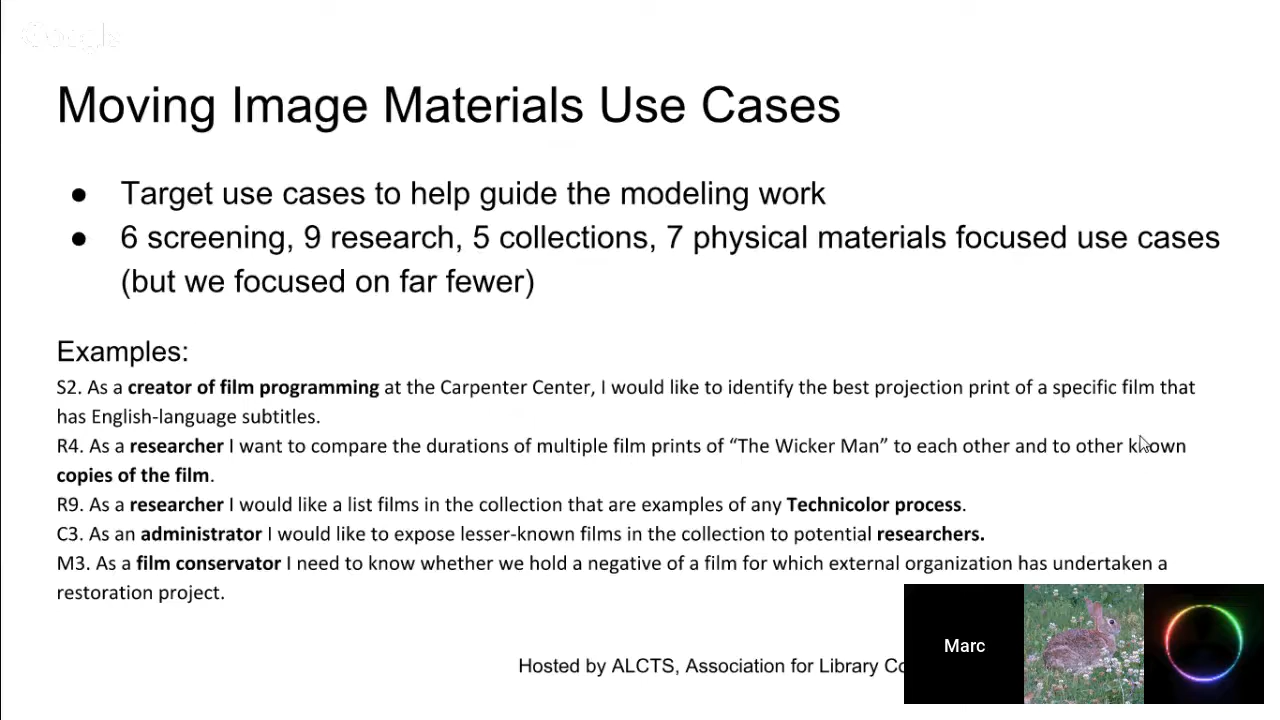 Google
Moving Image Materials Use Cases
● Target use cases to help guide the modeling work
● 6 screening, 9 research, 5 collections, 7 physical materials focused use cases
(but we focused on far fewer)
Examples:
S2. As a creator of film programming at the Carpenter Center, I would like to identify the best projection print of a specific film that
has English-language subtitles.
R4. As a researcher I want to compare the durations of multiple film prints of “The Wicker Man” to each other and to other known
copies of the film.
R9. As a researcher I would like a list films in the collection that are examples of any Technicolor process.
C3. As an administrator I would like to expose lesser-known films in the collection to potential researchers.
M3. As a film conservator I need to know whether we hold a negative of a film for which external organization has undertaken a
restoration project.
Hosted by ALCTS, Association for Library Co
Marc